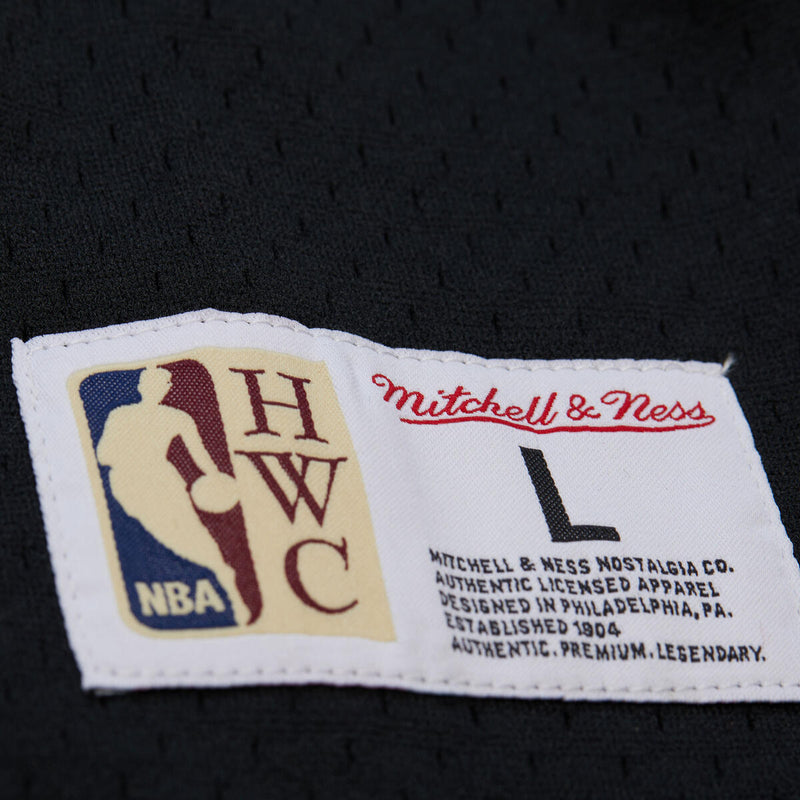 NBA
H
W
C
Mitchell & Ness
L
MITCHELL & NESS NOSTALGIA CO.
AUTHENTIC LICENSED APPAREL
DESIGNED IN PHILADELPHIA, PA.
ESTABLISHED 1904
AUTHENTIC. PREMIUM. LEGENDARY.